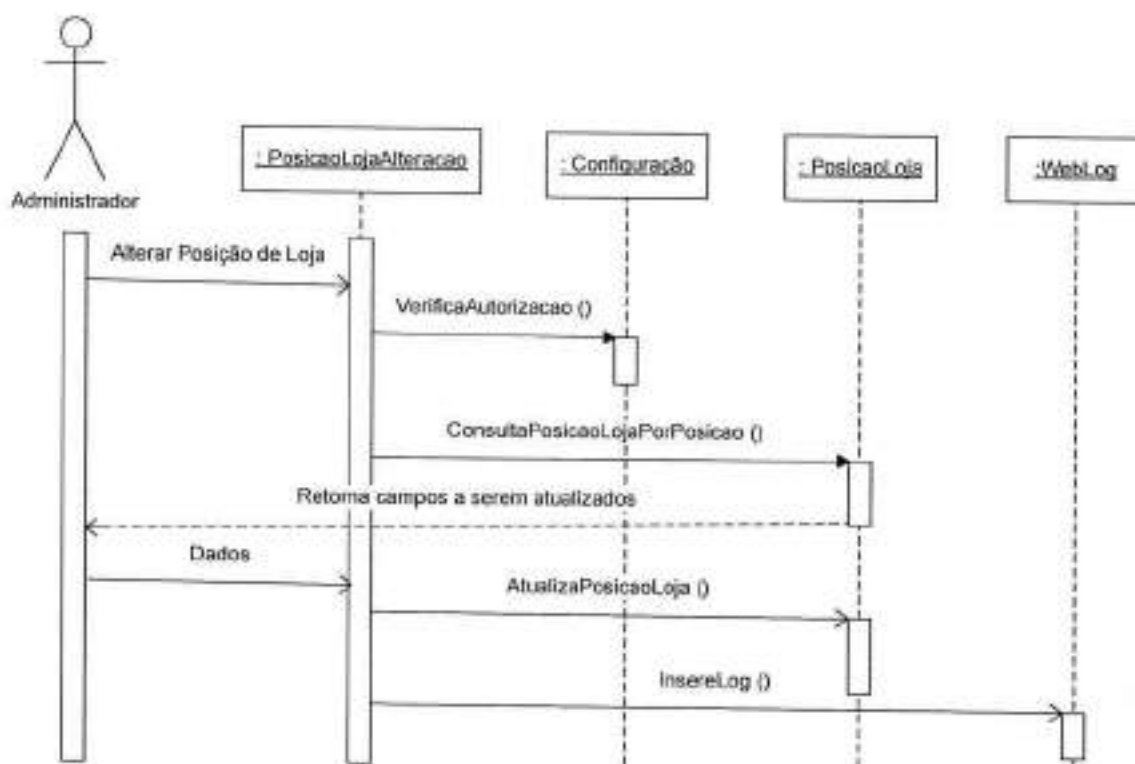 : PosicaoLojaAlteracao
: Configuração
: PosicaoLoja
:WebLog
Administrador
Alterar Posição de Loja
VerificaAutorizacao ()
ConsultaPosicaoLojaPorPosicao ()
Retorna campos a serem atualizados
Dados
AtualizaPosicaoLoja ()
InsereLog ()